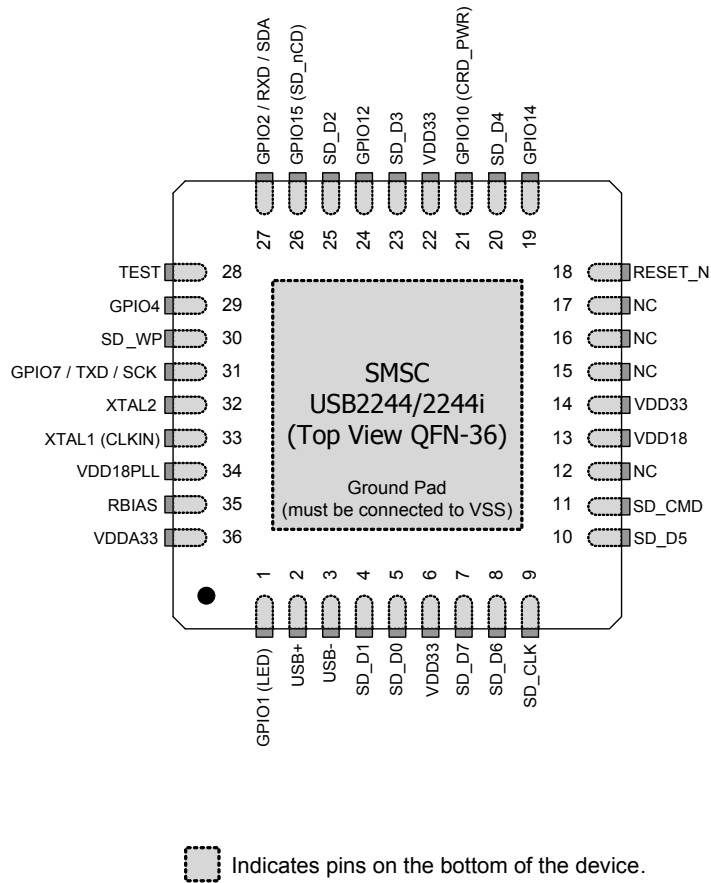 GPIO2 / RXD / SDA
GPIO15 (SD_nCD)
SD_D2
GPIO12
SD_D3
VDD33
GPIO10 (CRD_PWR)
SD_D4
GPIO14
27
26
25
24
23
22
21
20
19
TEST 28
GPIO4 29
SD_WP 30
GPIO7 / TXD / SCK 31
XTAL2 32
XTAL1 (CLKIN) 33
VDD18PLL 34
RBIAS 35
VDDA33 36
SMSC
USB2244/2244i
(Top View QFN-36)
Ground Pad
(must be connected to VSS)
18 RESET_N
17 NC
16 NC
15 NC
14 VDD33
13 VDD18
12 NC
11 SD_CMD
10 SD_D5
1
2
3
4
5
6
7
8
9
GPIO1 (LED)
USB+
USB-
SD_D1
SD_D0
VDD33
SD_D7
SD_D6
SD_CLK
Indicates pins on the bottom of the device.